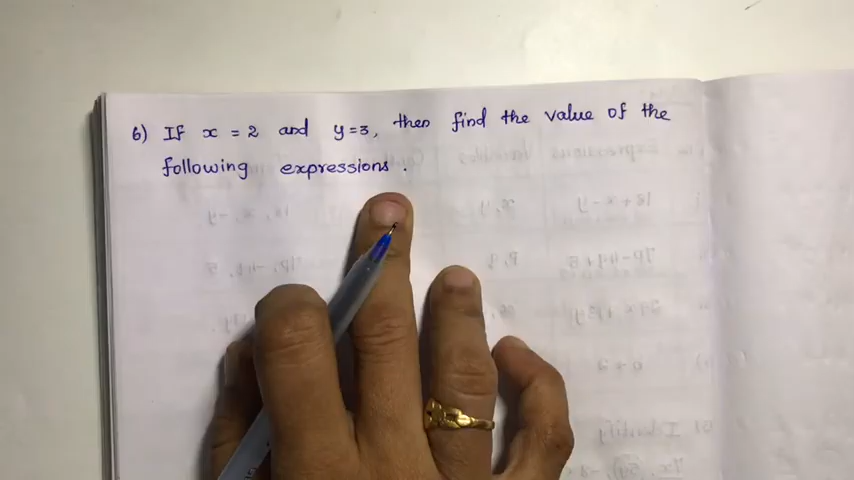 6) If x = 2 and y=3, then find the value of the
following expressions.